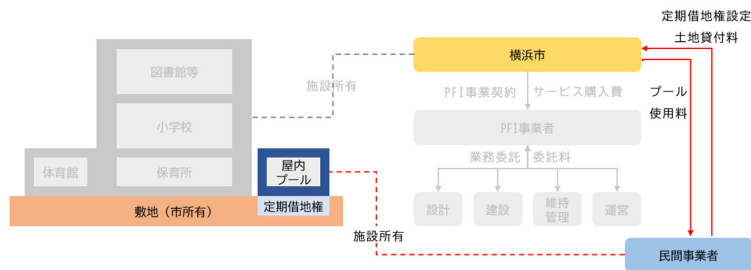 図書館等
小学校
体育館
保育所
屋内
プール
定期借地権
敷地（市所有）
施設所有
施設所有
横浜市
PFI事業契約
サービス購入費
PFI事業者
業務委託
委託料
設計
建設
維持
管理
運営
定期借地権設定
土地貸付料
プール
使用料
民間事業者